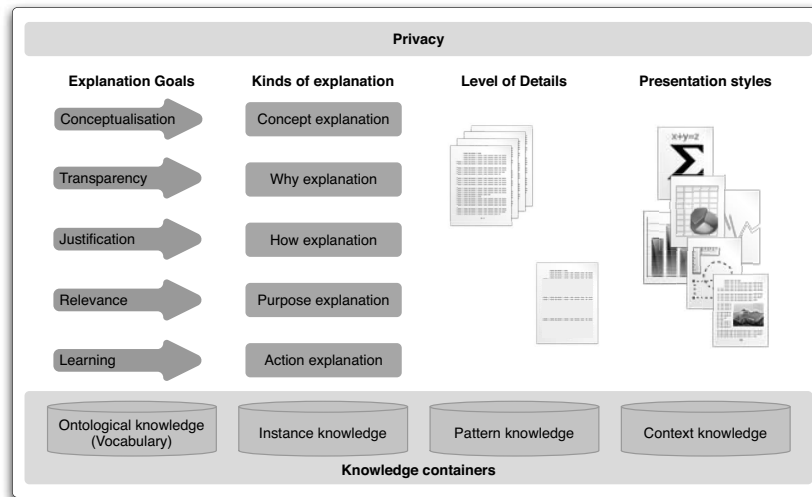 Privacy
Explanation Goals
Kinds of explanation
Level of Details
Presentation styles
Conceptualisation
Concept explanation
x+y=z
Σ
Transparency
Why explanation
Justification
How explanation
Relevance
Purpose explanation
Learning
Action explanation
Ontological knowledge
(Vocabulary)
Instance knowledge
Pattern knowledge
Context knowledge
Knowledge containers